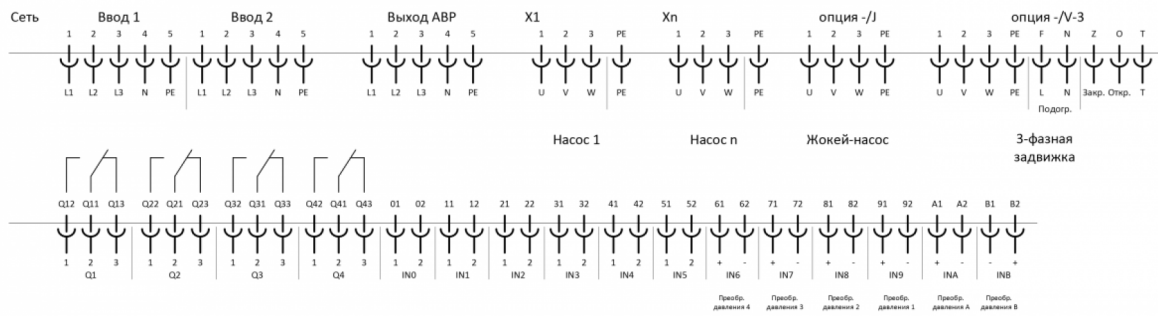 Сеть Ввод 1 Ввод 2 Выход АВР X1 Xn опция -/J опция -/V-3
1 2 3 4 5 1 2 3 4 5 1 2 3 4 5 1 2 3 PE 1 2 3 PE 1 2 3 PE 1 2 3 PE F N Z O T
L1 L2 L3 N PE L1 L2 L3 N PE L1 L2 L3 N PE U V W PE U V W PE U V W PE U V W PE L N Закр. Откр. T
Подогр.
Насос 1 Насос n Жокей-насос 3-фазная
задвижка
Q12 Q11 Q13 Q22 Q21 Q23 Q32 Q31 Q33 Q42 Q41 Q43 01 02 11 12 21 22 31 32 41 42 51 52 61 62 71 72 81 82 91 92 A1 A2 B1 B2
1 2 3 1 2 3 1 2 3 1 2 3 1 2 1 2 1 2 1 2 1 2 1 2 + - + - + - + - + - - +
Q1 Q2 Q3 Q4 IN0 IN1 IN2 IN3 IN4 IN5 IN6 IN7 IN8 IN9 INA INB
Преобр. Преобр. Преобр. Преобр. Преобр. Преобр.
давления 4 давления 3 давления 2 давления 1 давления A давления B